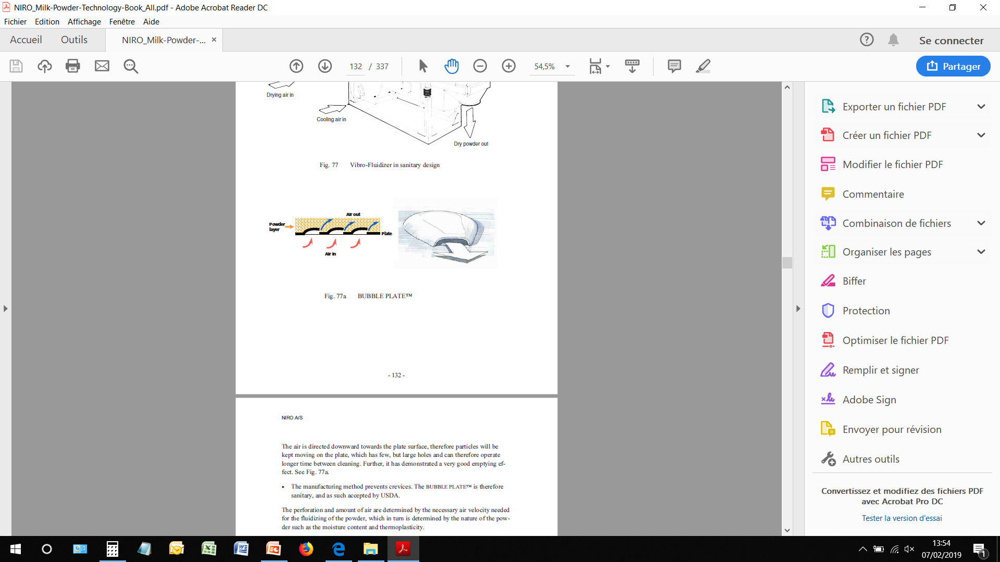 NIRO_Milk-Powder-Technology-Book_All.pdf - Adobe Acrobat Reader DC
Fichier Edition Affichage Fenêtre Aide
Accueil Outils NIRO_Milk-Powder-... ×
? Se connecter
132 / 337
54,5%
Partager
Drying air in
Cooling air in
Dry powder out
Fig. 77 Vibro-Fluidizer in sanitary design
Air out
Powder
layer
Plate
Air in
Fig. 77a BUBBLE PLATE™
- 132 -
NIRO A/S
The air is directed downward towards the plate surface, therefore particles will be
kept moving on the plate, which has few, but large holes and can therefore operate
longer time between cleaning. Further, it has demonstrated a very good emptying ef-
fect. See Fig. 77a.
• The manufacturing method prevents crevices. The BUBBLE PLATE™ is therefore
sanitary, and as such accepted by USDA.
The perforation and amount of air are determined by the necessary air velocity needed
for the fluidizing of the powder, which in turn is determined by the nature of the pow-
der such as the moisture content and thermoplasticity.
Exporter un fichier PDF
Créer un fichier PDF
Modifier le fichier PDF
Commentaire
Combinaison de fichiers
Organiser les pages
Biffer
Protection
Optimiser le fichier PDF
Remplir et signer
Adobe Sign
Envoyer pour révision
Autres outils
Convertissez et modifiez des fichiers PDF
avec Acrobat Pro DC
Tester la version d'essai
13:54
07/02/2019
1